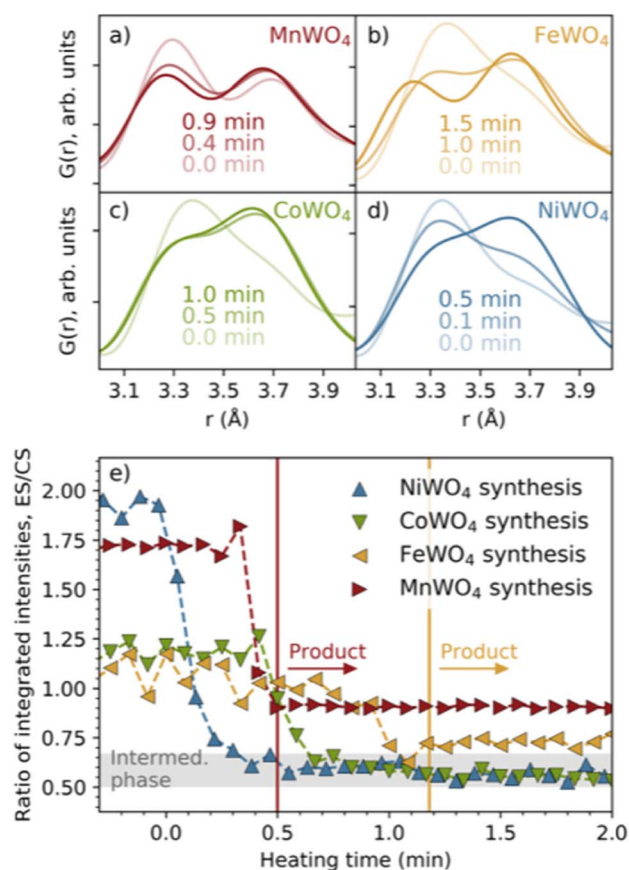 a) MnWO4
0.9 min
0.4 min
0.0 min
b) FeWO4
1.5 min
1.0 min
0.0 min
G(r), arb. units
c) CoWO4
1.0 min
0.5 min
0.0 min
d) NiWO4
0.5 min
0.1 min
0.0 min
G(r), arb. units
3.1 3.3 3.5 3.7 3.9 3.1 3.3 3.5 3.7 3.9
r (Å) r (Å)
e)
NiWO4 synthesis
CoWO4 synthesis
FeWO4 synthesis
MnWO4 synthesis
Product Product
Intermed.
phase
Ratio of integrated intensities, ES/CS
2.00
1.75
1.50
1.25
1.00
0.75
0.50
0.0 0.5 1.0 1.5 2.0
Heating time (min)